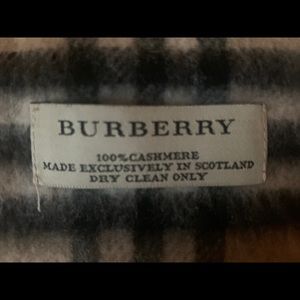 BURBERRY
100%CASHMERE
MADE EXCLUSIVELY IN SCOTLAND
DRY CLEAN ONLY